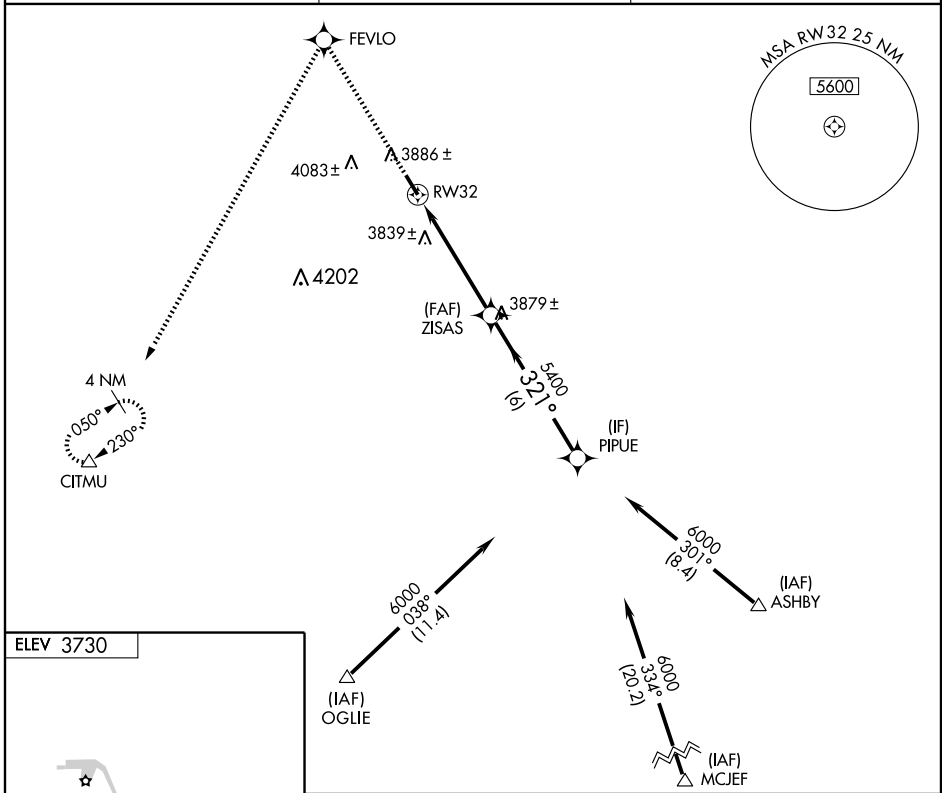 FEVLO
MSA RW32 25 NM
5600
4083±
3886±
RW32
3839±
4202
(FAF)
ZISAS
3879±
5400
321°
(6)
4 NM
050°
230°
CITMU
(IF)
PIPUE
6000
301°
(8.4)
(IAF)
ASHBY
6000
038°
(11.4)
(IAF)
OGLIE
6000
334°
(20.2)
(IAF)
MCJEF
ELEV 3730